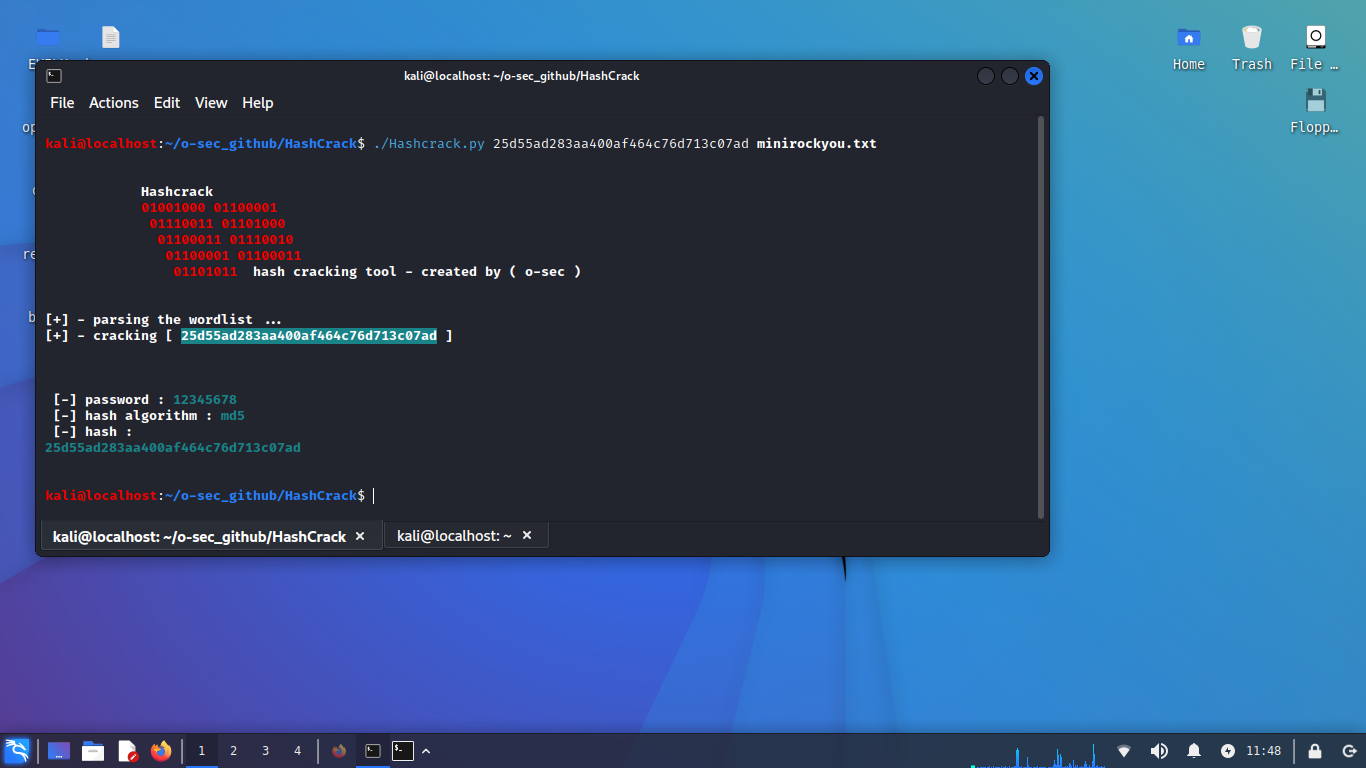 Home
Trash
File ...
Flopp...
kali@localhost: ~/o-sec_github/HashCrack
File Actions Edit View Help
kali@localhost:~/o-sec_github/HashCrack$ ./Hashcrack.py 25d55ad283aa400af464c76d713c07ad minirockyou.txt
Hashcrack
01001000 01100001
01110011 01101000
01100011 01110010
01100001 01100011
01101011 hash cracking tool - created by ( o-sec )
[+] - parsing the wordlist ...
[+] - cracking [ 25d55ad283aa400af464c76d713c07ad ]
[-] password : 12345678
[-] hash algorithm : md5
[-] hash :
25d55ad283aa400af464c76d713c07ad
kali@localhost:~/o-sec_github/HashCrack$
kali@localhost: ~/o-sec_github/HashCrack
kali@localhost: ~
1 2 3 4
11:48